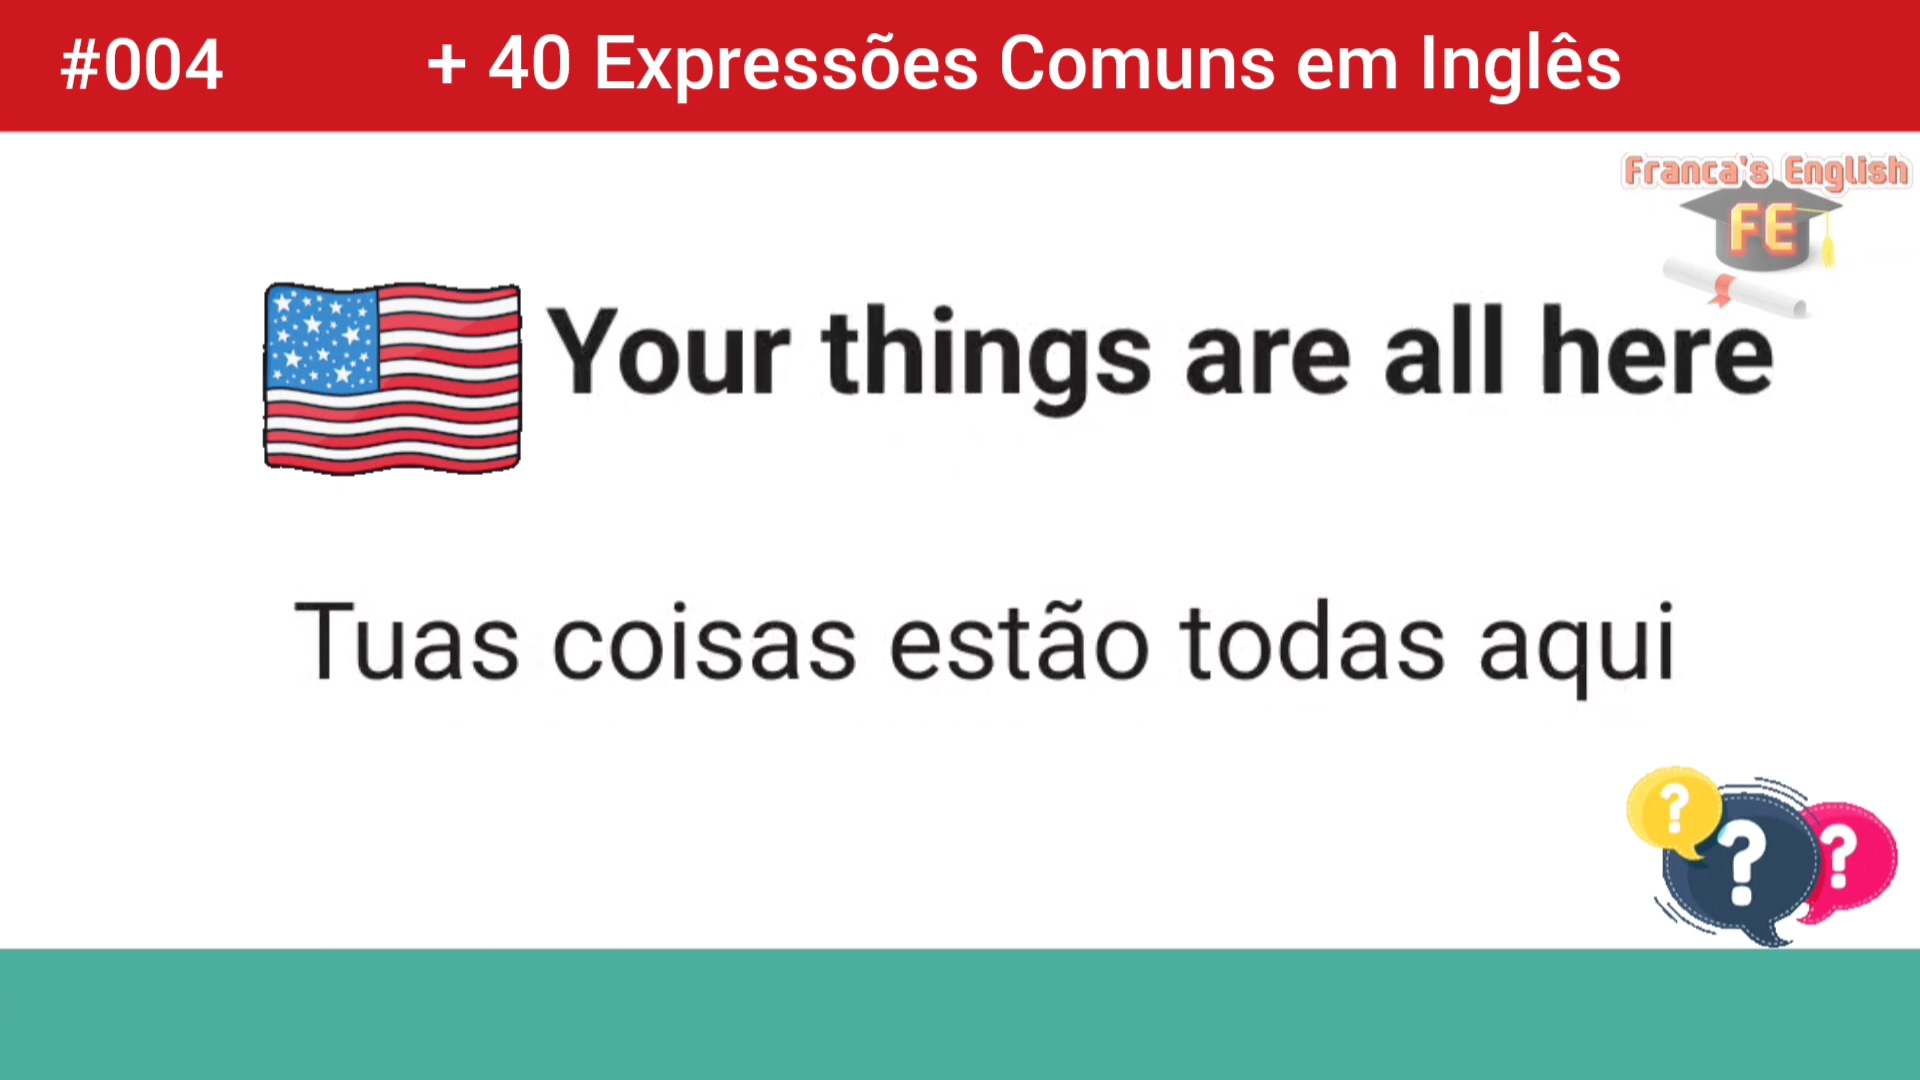 #004 + 40 Expressões Comuns em Inglês
Franca's English
FE
Your things are all here
Tuas coisas estão todas aqui
? ? ?